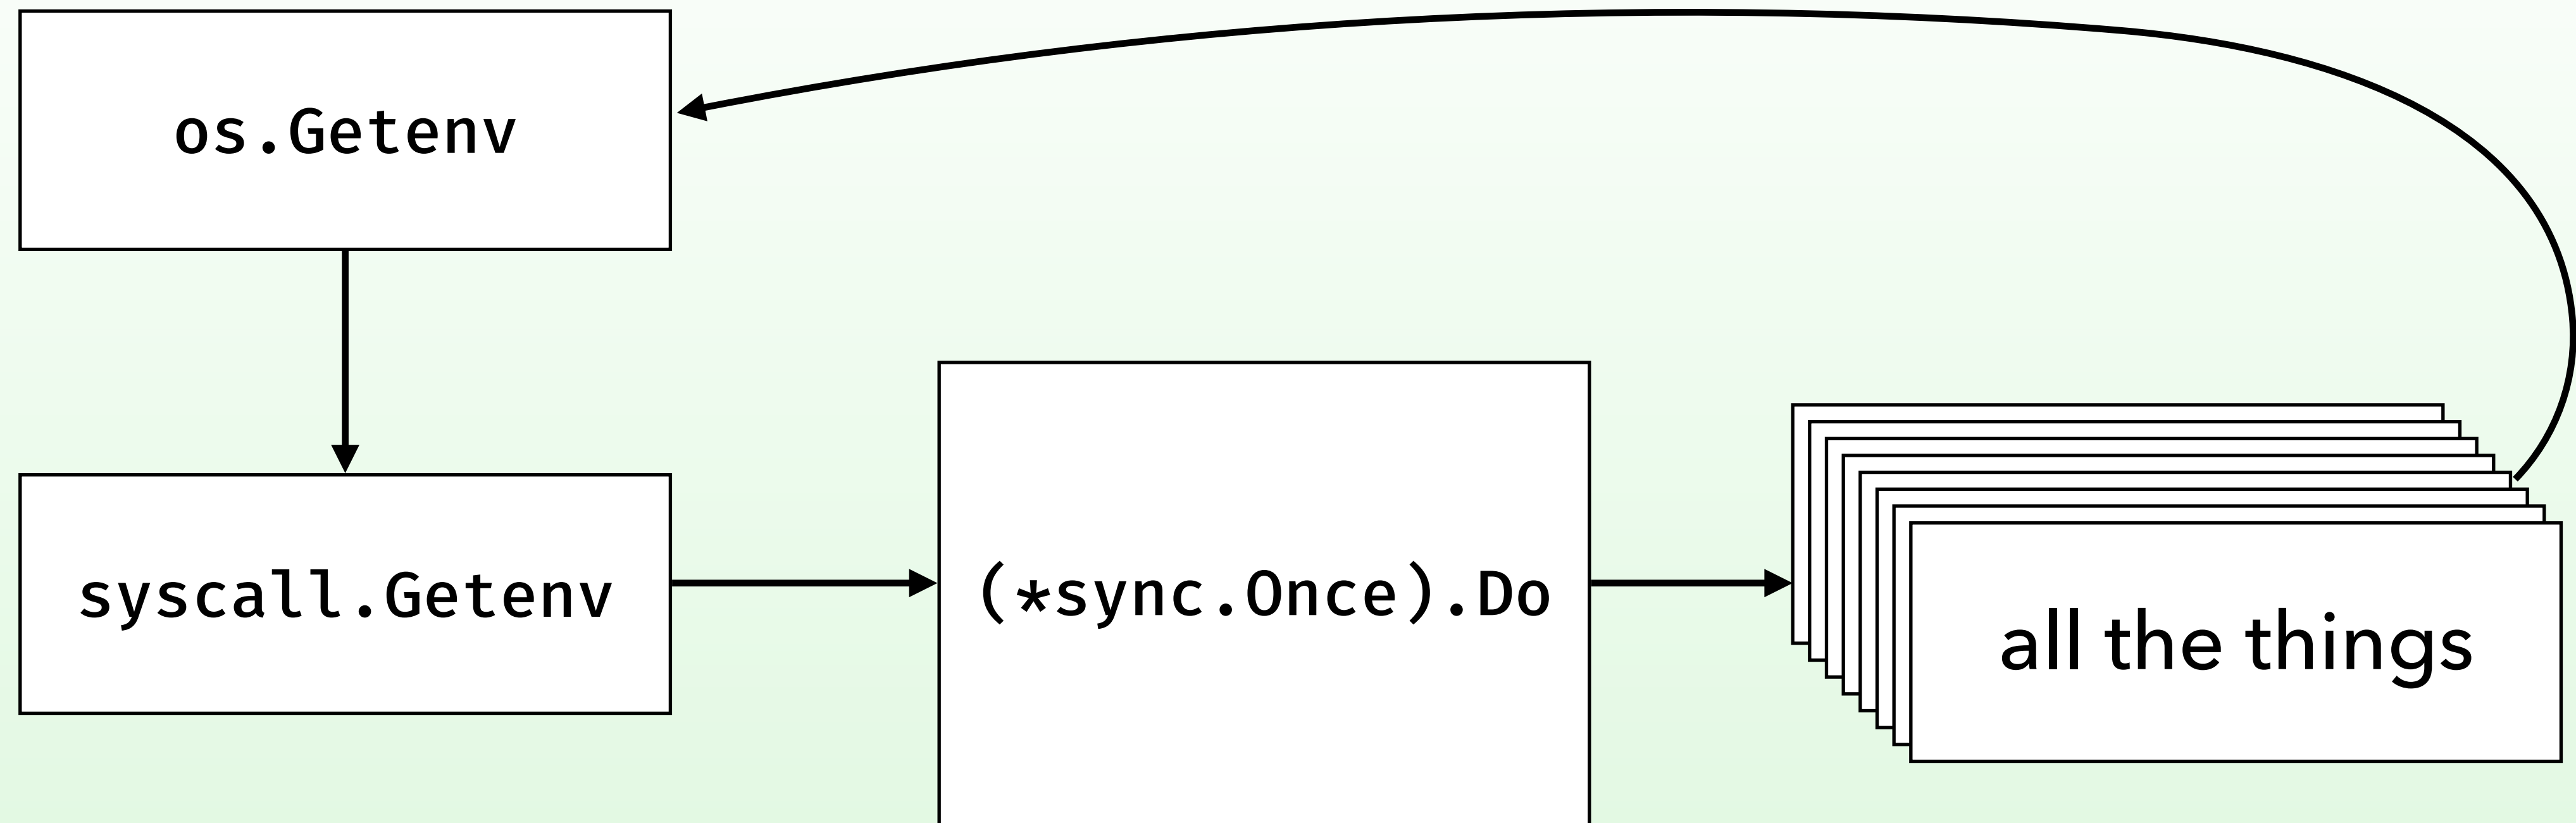 os.Getenv
syscall.Getenv
(*sync.Once).Do
all the things